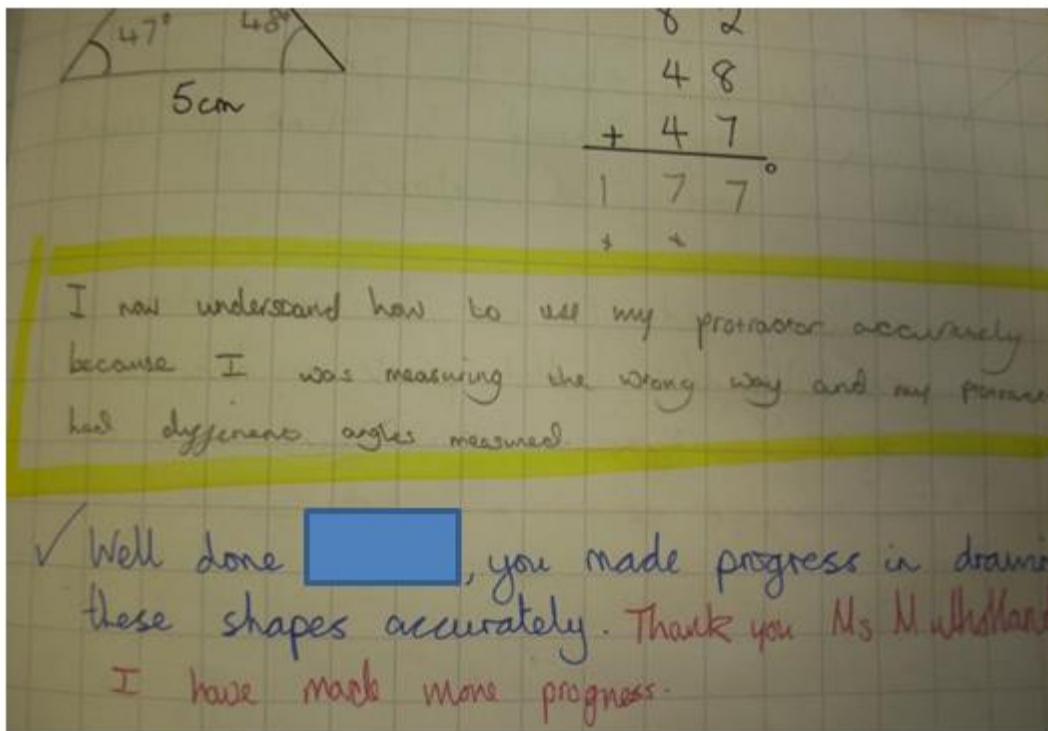 47° 48°
5cm
8 2
4 8
+ 4 7
1 7 7°
I now understand how to use my protractor accurately
because I was measuring the wrong way and my
had different angles measured
Well done , you made progress in
these shapes accurately. Thank you Ms
I have made more progress.